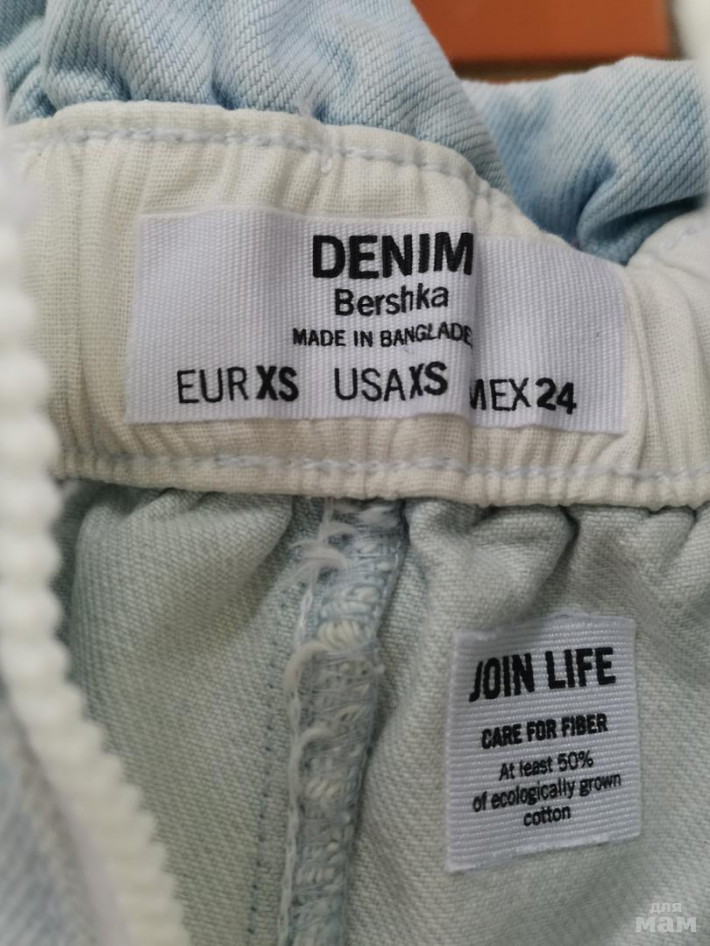 DENIM
Bershka
MADE IN BANGLADE
EUR XS USA XS MEX 24
JOIN LIFE
CARE FOR FIBER
At least 50%
of ecologically grown
cotton
для
мам